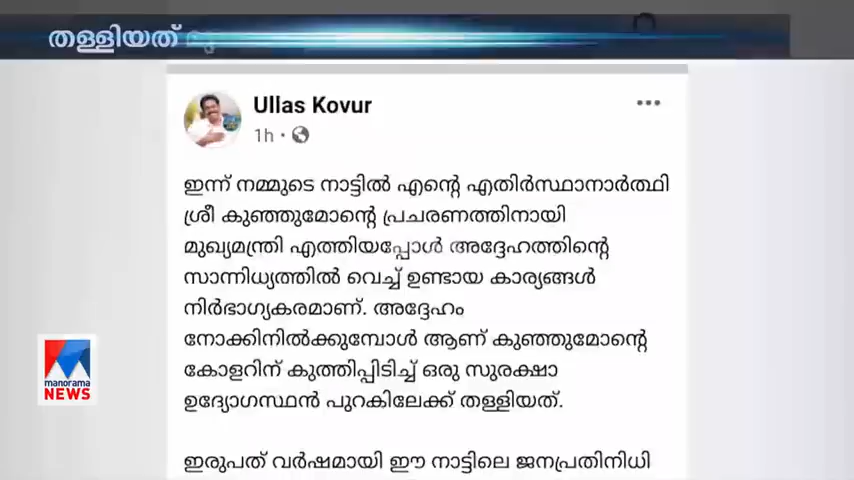 തള്ളിയത്
Ullas Kovur
1h
ഇന്ന് നമ്മുടെ നാട്ടിൽ എന്റെ എതിർസ്ഥാനാർത്ഥി
ശ്രീ കുഞ്ഞുമോന്റെ പ്രചരണത്തിനായി
മുഖ്യമന്ത്രി എത്തിയപ്പോൾ അദ്ദേഹത്തിന്റെ
സാന്നിധ്യത്തിൽ വെച്ച് ഉണ്ടായ കാര്യങ്ങൾ
നിർഭാഗ്യകരമാണ്. അദ്ദേഹം
നോക്കിനിൽക്കുമ്പോൾ ആണ് കുഞ്ഞുമോന്റെ
കോളറിന് കുത്തിപ്പിടിച്ച് ഒരു സുരക്ഷാ
ഉദ്യോഗസ്ഥൻ പുറകിലേക്ക് തള്ളിയത്.
ഇരുപത് വർഷമായി ഈ നാട്ടിലെ ജനപ്രതിനിധി
manorama
NEWS